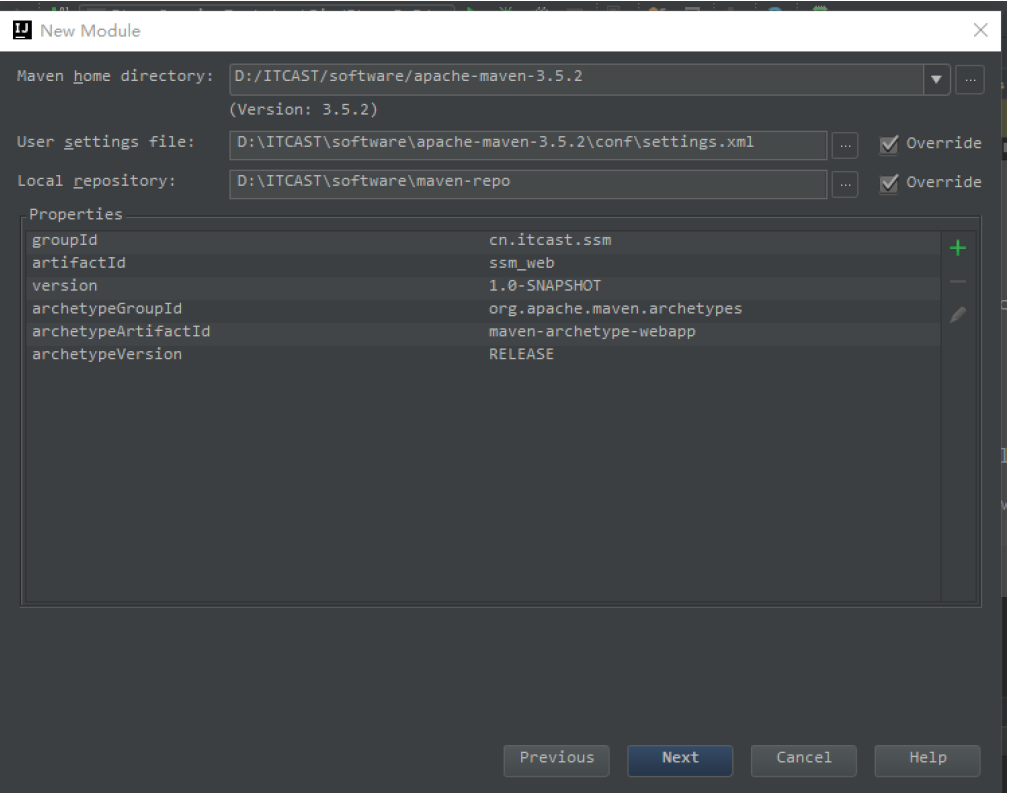 New Module
Maven home directory: D:/ITCAST/software/apache-maven-3.5.2
(Version: 3.5.2)
User settings file: D:\ITCAST\software\apache-maven-3.5.2\conf\settings.xml ... Override
Local repository: D:\ITCAST\software\maven-repo ... Override
Properties
groupId cn.itcast.ssm
artifactId ssm_web
version 1.0-SNAPSHOT
archetypeGroupId org.apache.maven.archetypes
archetypeArtifactId maven-archetype-webapp
archetypeVersion RELEASE
Previous Next Cancel Help